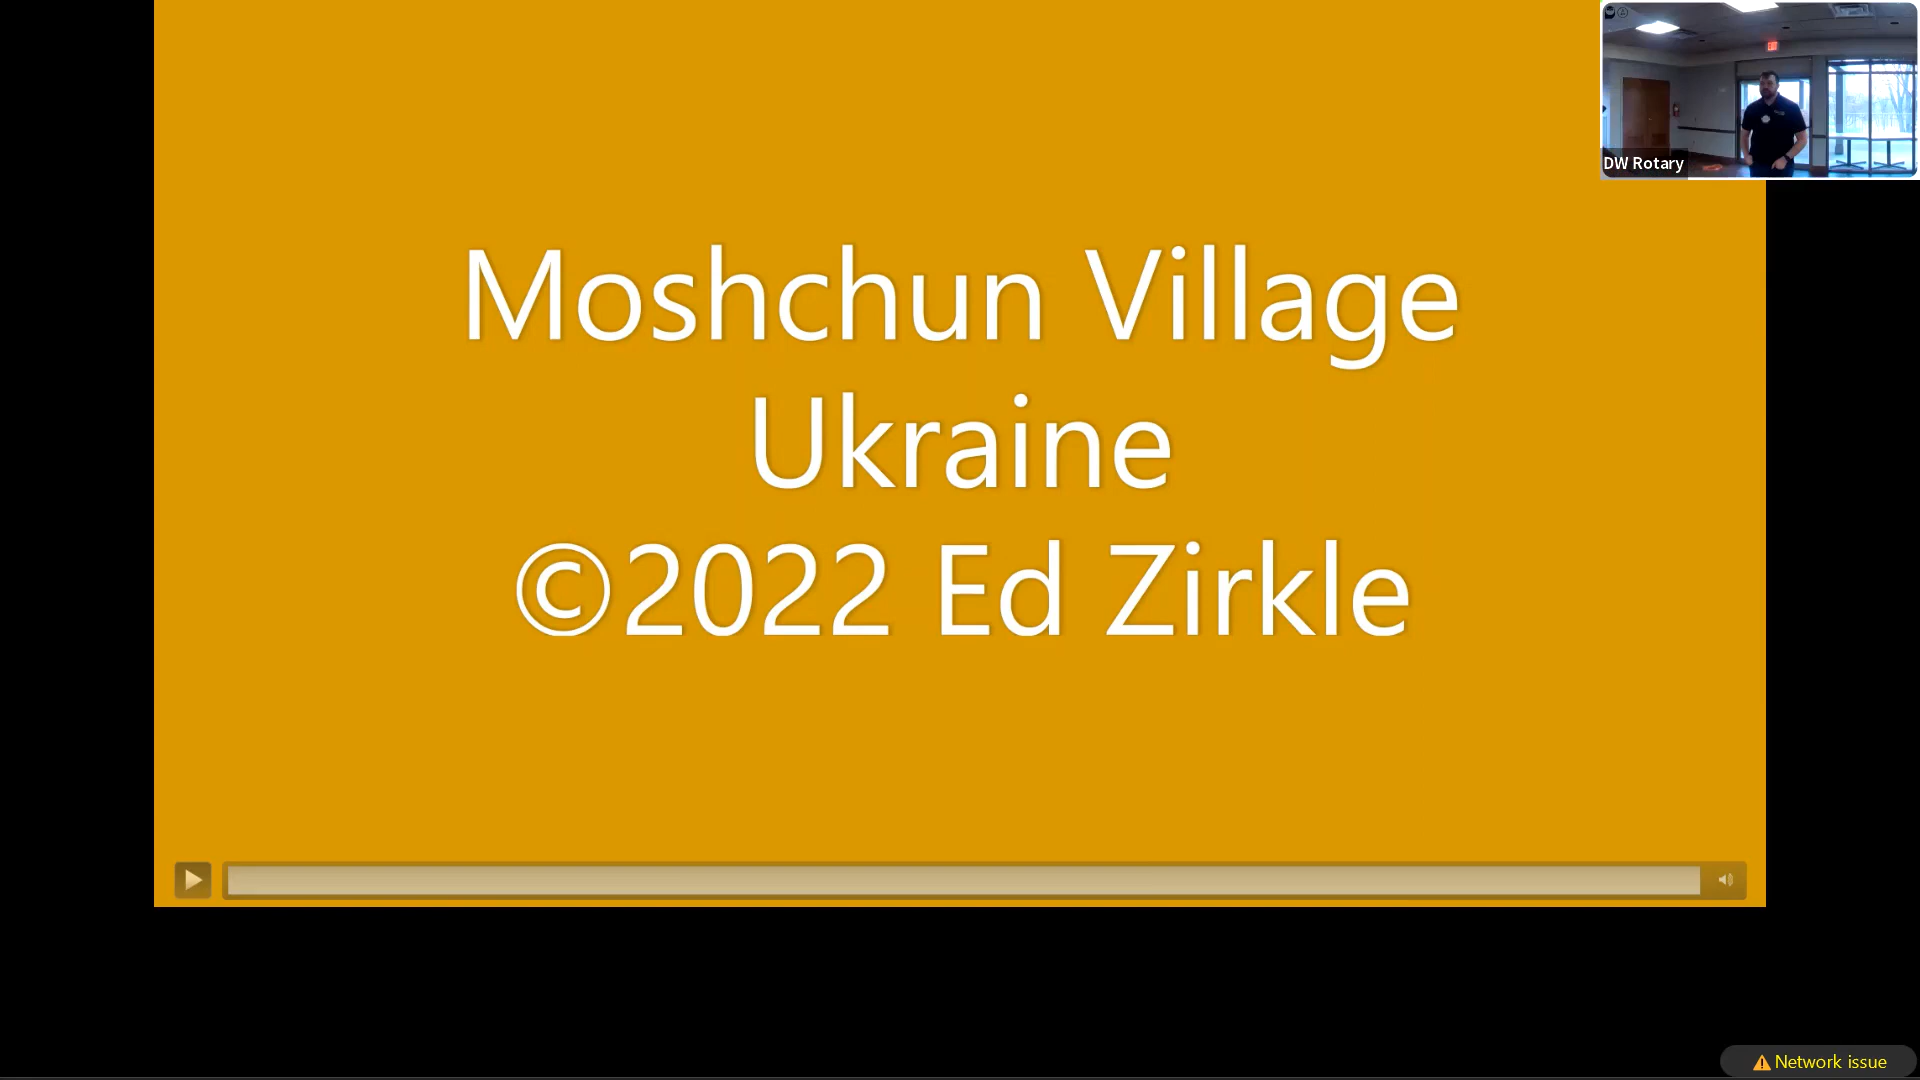 Moshchun Village
Ukraine
©2022 Ed Zirkle
DW Rotary
Network issue